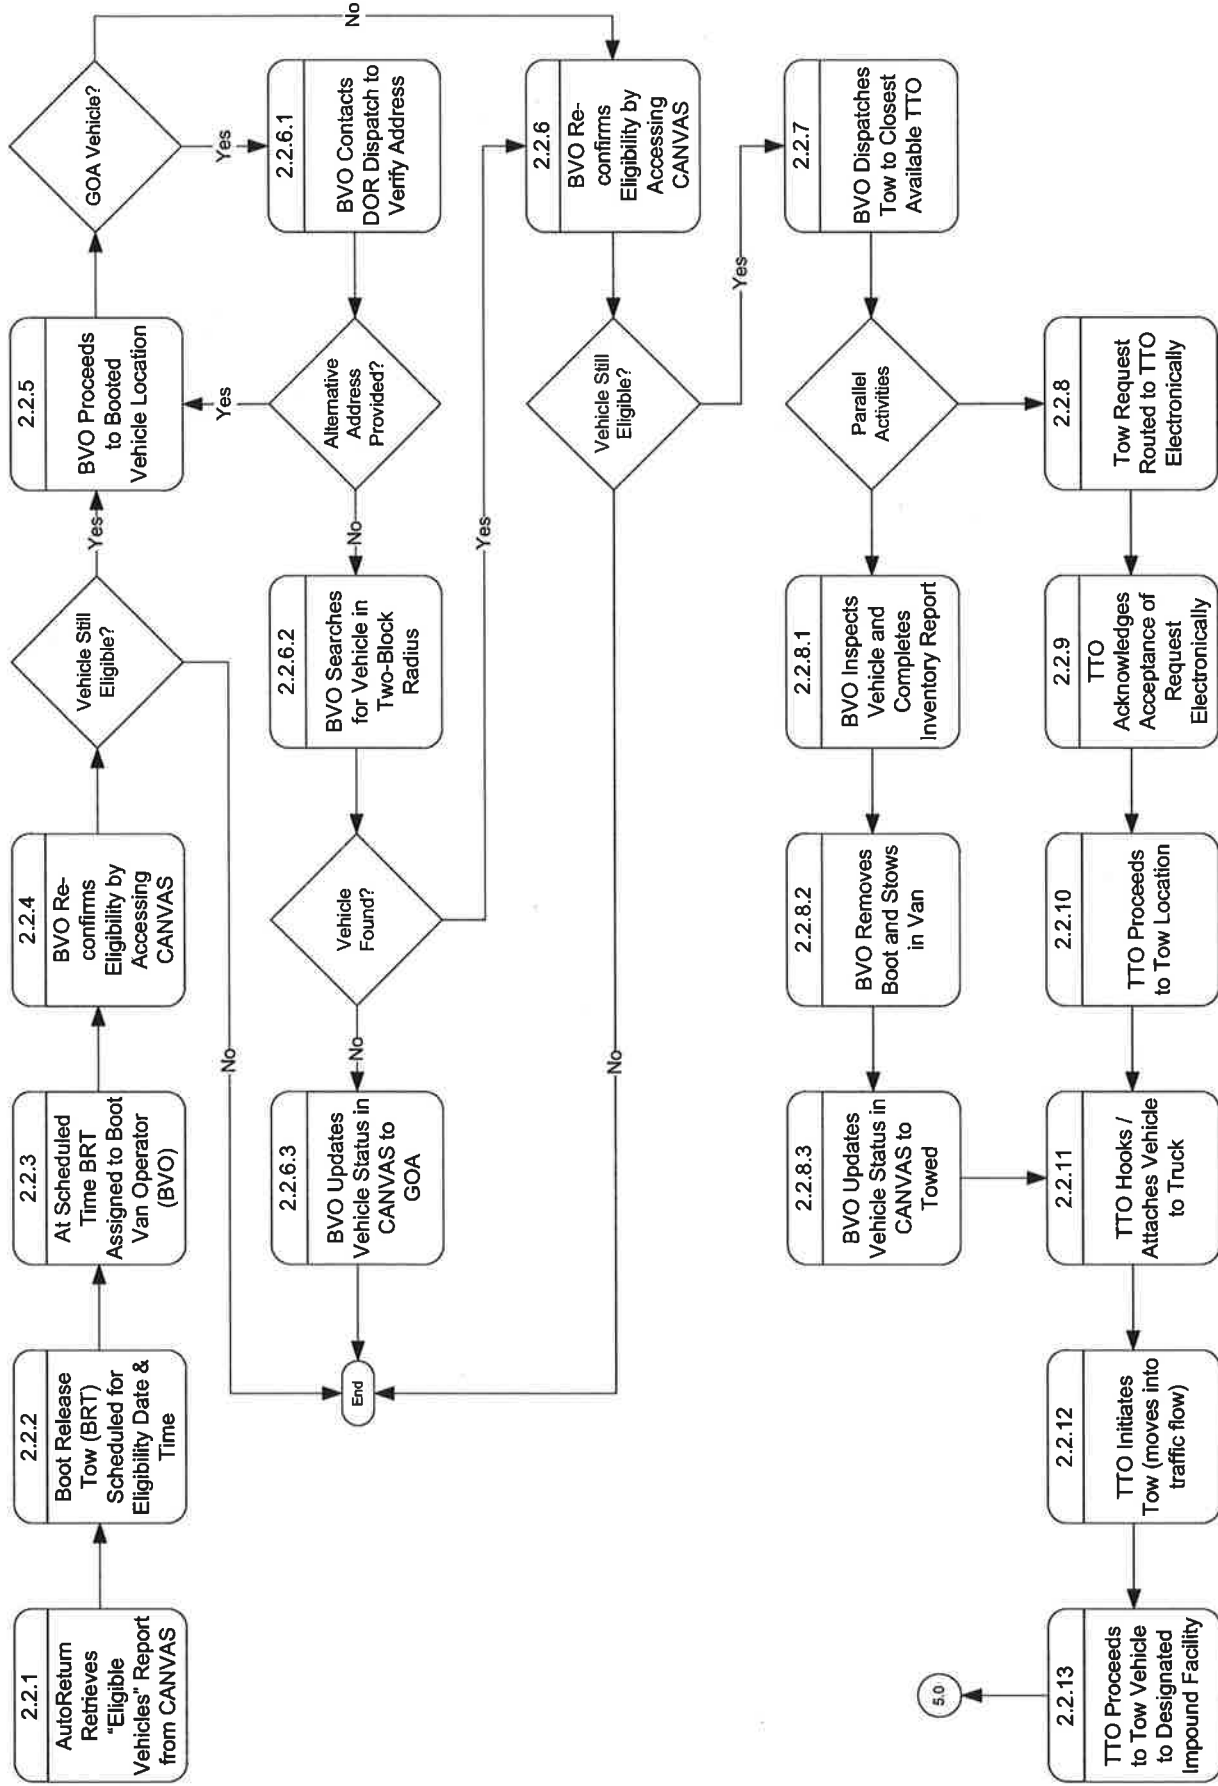 2.2.1
AutoReturn
Retrieves
"Eligible
Vehicles" Report
from CANVAS
2.2.2
Boot Release
Tow (BRT)
Scheduled for
Eligibility Date &
Time
2.2.3
At Scheduled
Time BRT
Assigned to Boot
Van Operator
(BVO)
2.2.4
BVO Re-
confirms
Eligibility by
Accessing
CANVAS
Vehicle Still
Eligible?
Yes
No
2.2.5
BVO Proceeds
to Booted
Vehicle Location
GOA Vehicle?
Yes
No
2.2.6.1
BVO Contacts
DOR Dispatch to
Verify Address
Alternative
Address
Provided?
Yes
No
2.2.6.2
BVO Searches
for Vehicle in
Two-Block
Radius
Vehicle
Found?
Yes
No
2.2.6.3
BVO Updates
Vehicle Status in
CANVAS to
GOA
End
2.2.6
BVO Re-
confirms
Eligibility by
Accessing
CANVAS
Vehicle Still
Eligible?
Yes
No
2.2.7
BVO Dispatches
Tow to Closest
Available TTO
Parallel
Activities
2.2.8.1
BVO Inspects
Vehicle and
Completes
Inventory Report
2.2.8.2
BVO Removes
Boot and Stows
in Van
2.2.8.3
BVO Updates
Vehicle Status in
CANVAS to
Towed
2.2.8
Tow Request
Routed to TTO
Electronically
2.2.9
TTO
Acknowledges
Acceptance of
Request
Electronically
2.2.10
TTO Proceeds
to Tow Location
2.2.11
TTO Hooks /
Attaches Vehicle
to Truck
2.2.12
TTO Initiates
Tow (moves into
traffic flow)
2.2.13
TTO Proceeds
to Tow Vehicle
to Designated
Impound Facility
5.0